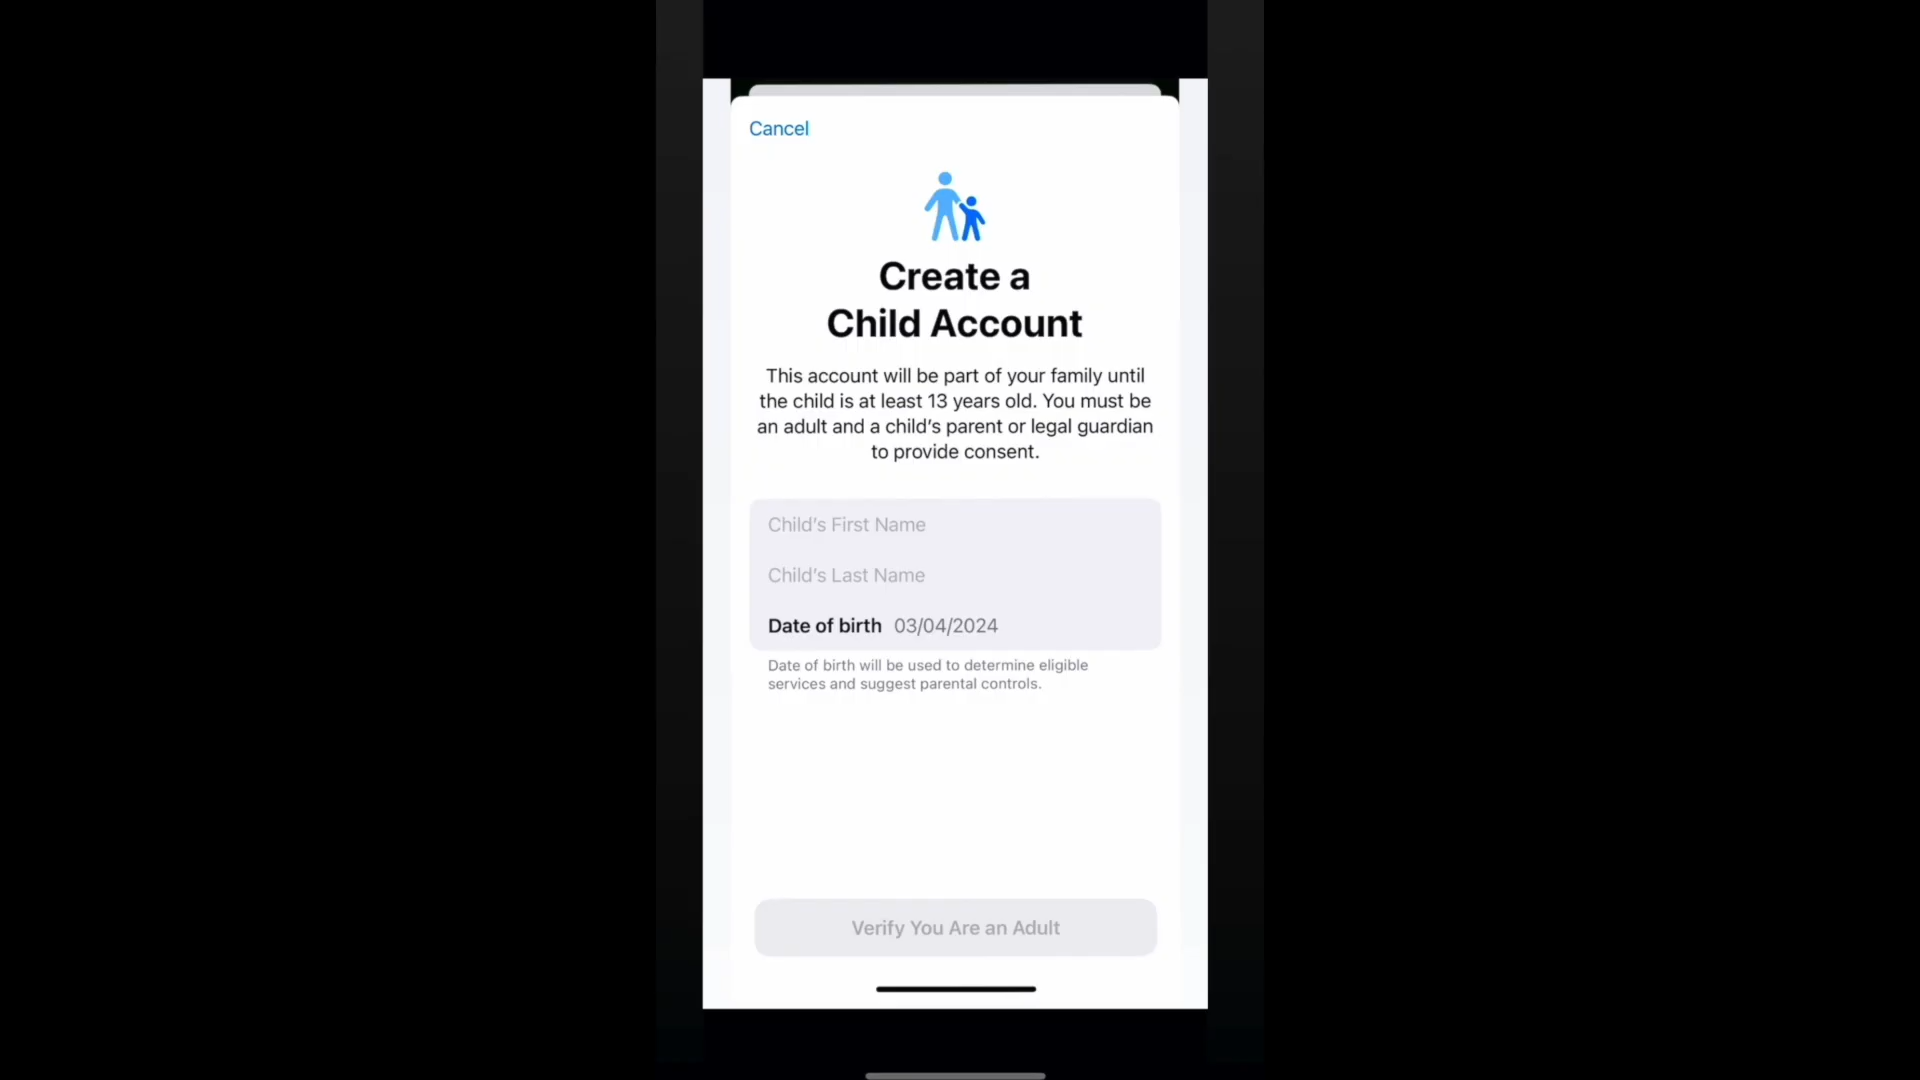 Cancel
Create a
Child Account
This account will be part of your family until
the child is at least 13 years old. You must be
an adult and a child’s parent or legal guardian
to provide consent.
Child’s First Name
Child’s Last Name
Date of birth 03/04/2024
Date of birth will be used to determine eligible
services and suggest parental controls.
Verify You Are an Adult